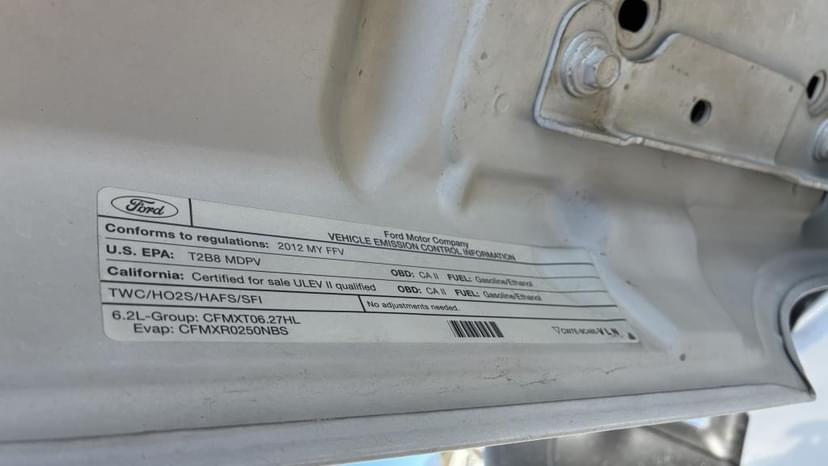 Ford
Ford Motor Company
VEHICLE EMISSION CONTROL INFORMATION
Conforms to regulations: 2012 MY FFV
U.S. EPA: T2B8 MDPV OBD: CA II FUEL: Gasoline/Ethanol
California: Certified for sale ULEV II qualified OBD: CA II FUEL: Gasoline/Ethanol
TWC/HO2S/HAFS/SFI No adjustments needed.
6.2L-Group: CFMXT06.27HL
Evap: CFMXR0250NBS
V L N